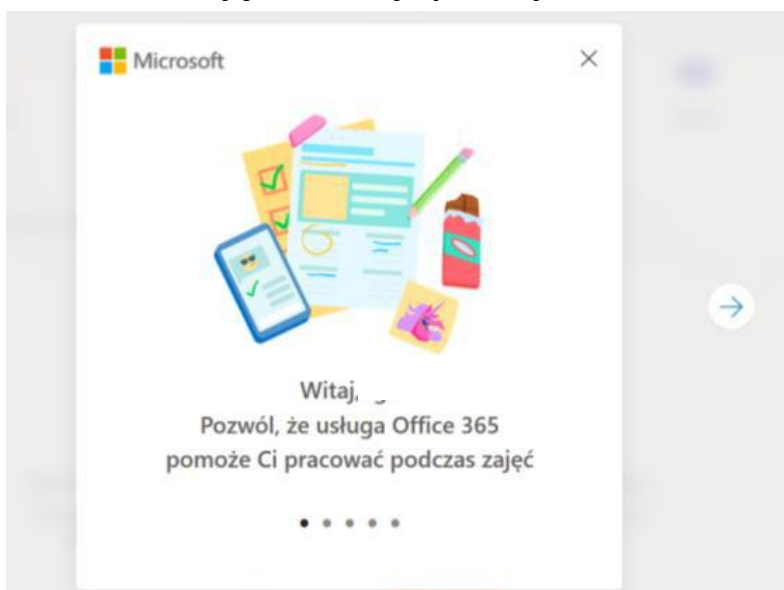 Microsoft
Witaj,
Pozwól, że usługa Office 365
pomoże Ci pracować podczas zajęć